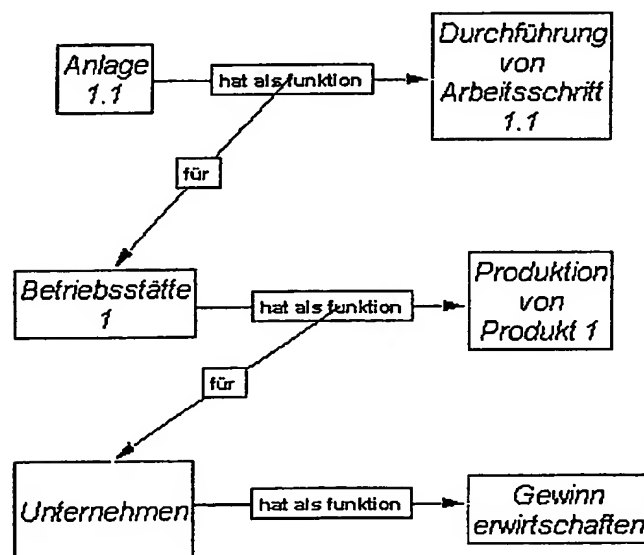 Anlage
1.1
hat als funktion
Durchführung
von
Arbeitsschritt
1.1
für
Betriebsstätte
1
hat als funktion
Produktion
von
Produkt 1
für
Unternehmen
hat als funktion
Gewinn
erwirtschaften